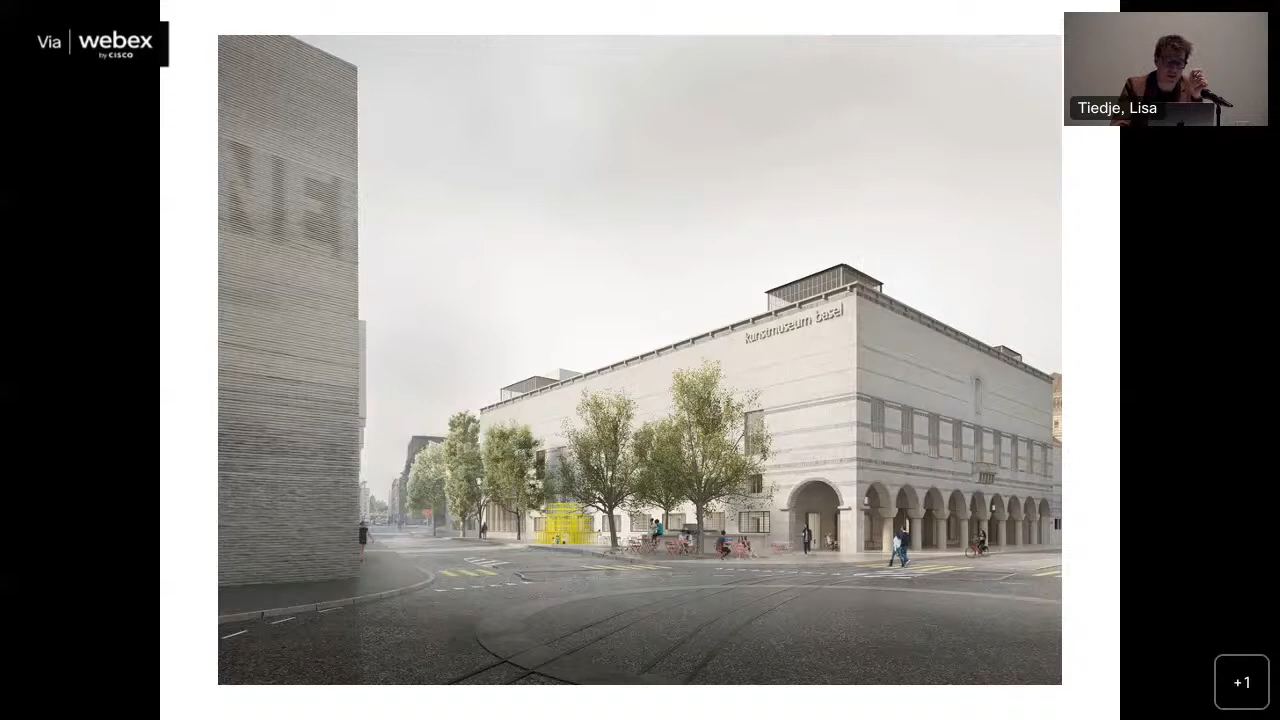 Via | webex
by CISCO
Tiedje, Lisa
kunstmuseum basel
+1